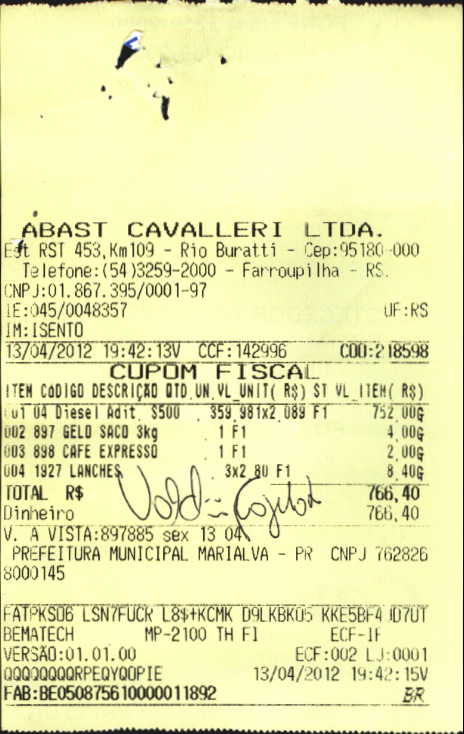 ABAST CAVALLERI LTDA.
Est RST 453,Km109 - Rio Buratti - Cep:95180-000
Telefone:(54)3259-2000 - Farroupilha - RS.
CNPJ:01.867.395/0001-97
IE:045/0048357 UF:RS
IM:ISENTO
13/04/2012 19:42:13V CCF:142996 COO:218598
CUPOM FISCAL
ITEM CÓDIGO DESCRIÇÃO QTD.UN.VL_UNIT( R$) ST VL_ITEM( R$)
001 04 Diesel Adit. S500 359,981x2,089 F1 752,00G
002 897 GELO SACO 3kg 1 F1 4,00G
003 898 CAFE EXPRESSO 1 F1 2,00G
004 1927 LANCHES 3x2,80 F1 8,40G
TOTAL R$ 766,40
Dinheiro 766,40
V. A VISTA:897885 sex 13 04
PREFEITURA MUNICIPAL MARIALVA - PR CNPJ 762826
8000145
FATPKSO6 LSN7FUCR L8$+KCMK D9LKBKO5 KKE5BF4 JD7UT
BEMATECH MP-2100 TH FI ECF-IF
VERSÃO:01.01.00 ECF:002 LJ:0001
QQQQQQQQRPEQYQOPIE 13/04/2012 19:42:15V
FAB:BE050875610000011892 BR